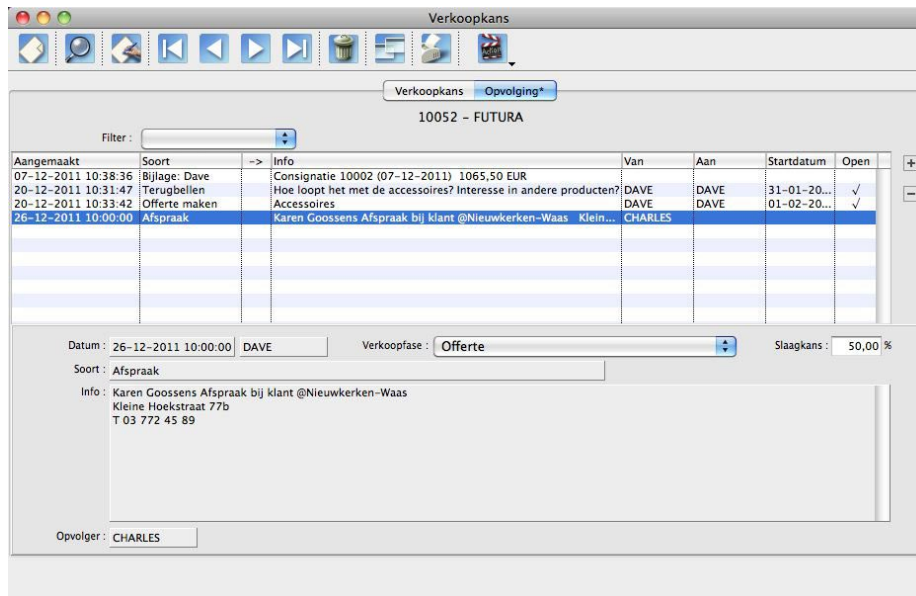 Verkoopkans
Verkoopkans Opvolging*
10052 – FUTURA
Filter :
Aangemaakt Soort -> Info Van Aan Startdatum Open
07-12-2011 10:38:36 Bijlage: Dave Consignatie 10002 (07-12-2011) 1065,50 EUR
20-12-2011 10:31:47 Terugbellen Hoe loopt het met de accessoires? Interesse in andere producten? DAVE DAVE 31-01-20... √
20-12-2011 10:33:42 Offerte maken Accessoires DAVE DAVE 01-02-20... √
26-12-2011 10:00:00 Afspraak Karen Goossens Afspraak bij klant @Nieuwkerken-Waas Klein... CHARLES
Datum : 26-12-2011 10:00:00 DAVE Verkoopfase : Offerte Slaagkans : 50,00 %
Soort : Afspraak
Info : Karen Goossens Afspraak bij klant @Nieuwkerken-Waas
Kleine Hoekstraat 77b
T 03 772 45 89
Opvolger : CHARLES